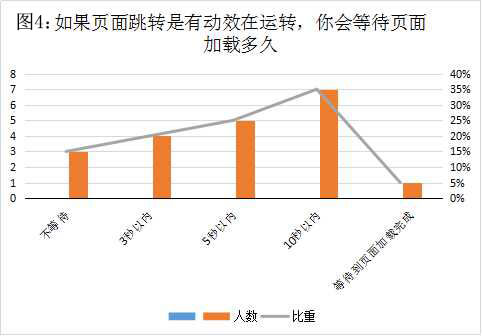 图4:如果页面跳转是有动效在运转，你会等待页面
加载多久
8 40%
7 35%
6 30%
5 25%
4 20%
3 15%
2 10%
1 5%
0 0%
不等待 3秒以内 5秒以内 10秒以内 等待到页面加载完成
人数 比重